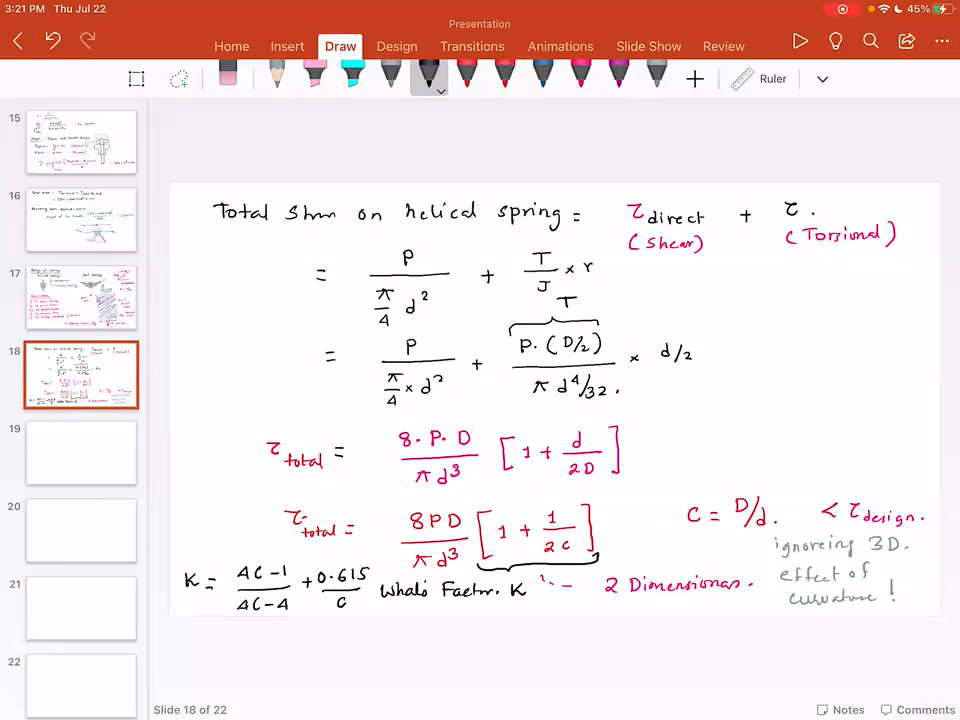 3:21 PM Thu Jul 22
45%
Presentation
Home Insert Draw Design Transitions Animations Slide Show Review
Ruler
15
16
17
18
19
20
21
22
Total on helical spring = τ direct + τ.
(Shear) (Torsional)
= P / (π/4 d²) + T/J × r
T
= P / (π/4 × d²) + P. (D/2) / (π d⁴/32.) × d/2
τ total = 8. P. D / π d³ [1 + d/2D]
τ total = 8PD / π d³ [1 + 1/2C] C = D/d. < τ design.
ignoreing 3D.
effect of
curvature !
K = 4C-1 / 4C-4 + 0.615 / C Whal's Factor. K 2 Dimensionas.
Slide 18 of 22
Notes Comments